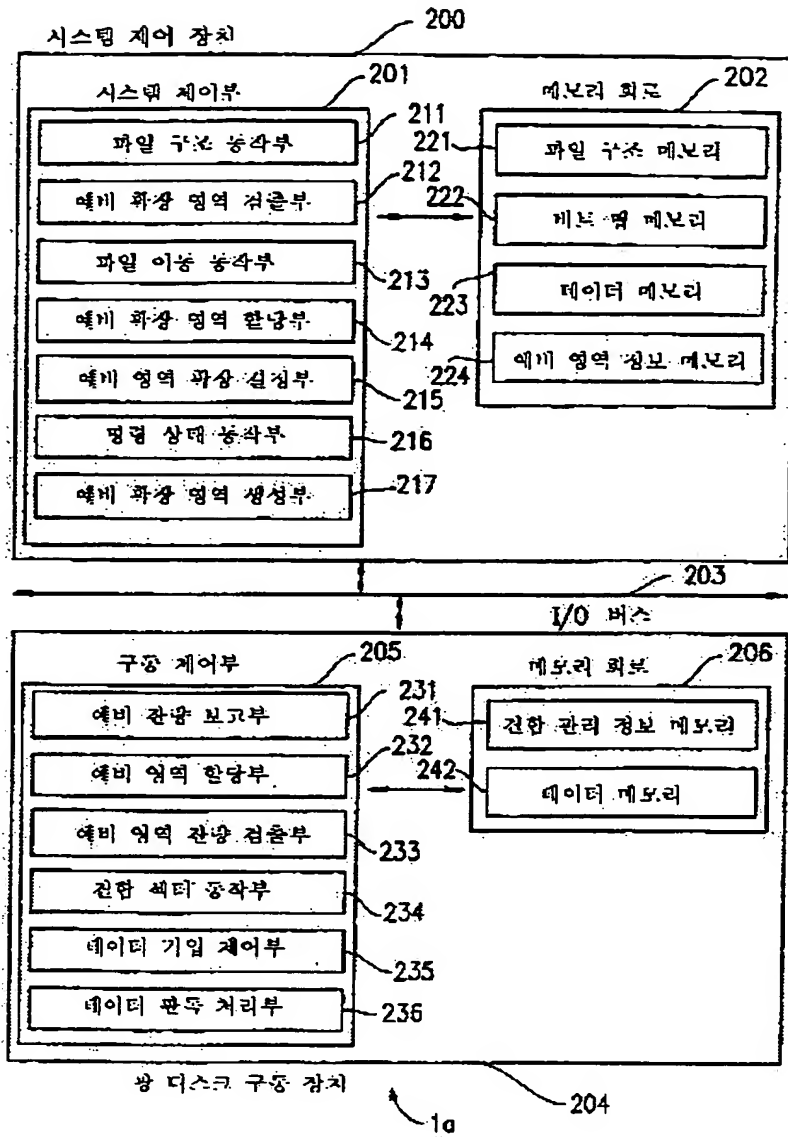 시스템 제어 장치 200
시스템 제어부 201
메모리 회로 202
파일 구조 동작부 211
예비 확장 영역 검출부 212
파일 이동 동작부 213
예비 확장 영역 할당부 214
예비 영역 확장 설정부 215
명령 상태 동작부 216
예비 확장 영역 생성부 217
221 파일 구조 메모리
222 비트 맵 메모리
223 데이터 메모리
224 예비 영역 정보 메모리
203
I/O 버스
구동 제어부 205
메모리 회로 206
예비 잔량 보고부 231
예비 영역 할당부 232
예비 영역 잔량 검출부 233
결함 섹터 동작부 234
데이터 기입 제어부 235
데이터 판독 처리부 236
241 결함 관리 정보 메모리
242 데이터 메모리
광 디스크 구동 장치 204
1a